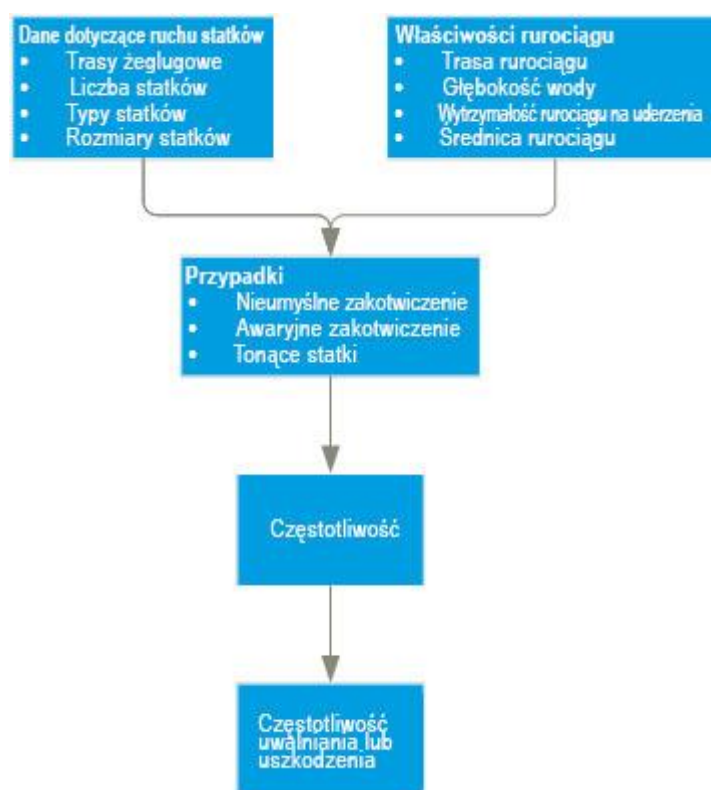 Dane dotyczące ruchu statków
• Trasy żeglugowe
• Liczba statków
• Typy statków
• Rozmiary statków
Właściwości rurociągu
• Trasa rurociągu
• Głębokość wody
• Wytrzymałość rurociągu na uderzenia
• Średnica rurociągu
Przypadki
• Nieumyślne zakotwiczenie
• Awaryjne zakotwiczenie
• Tonące statki
Częstotliwość
Częstotliwość
uwalniania lub
uszkodzenia